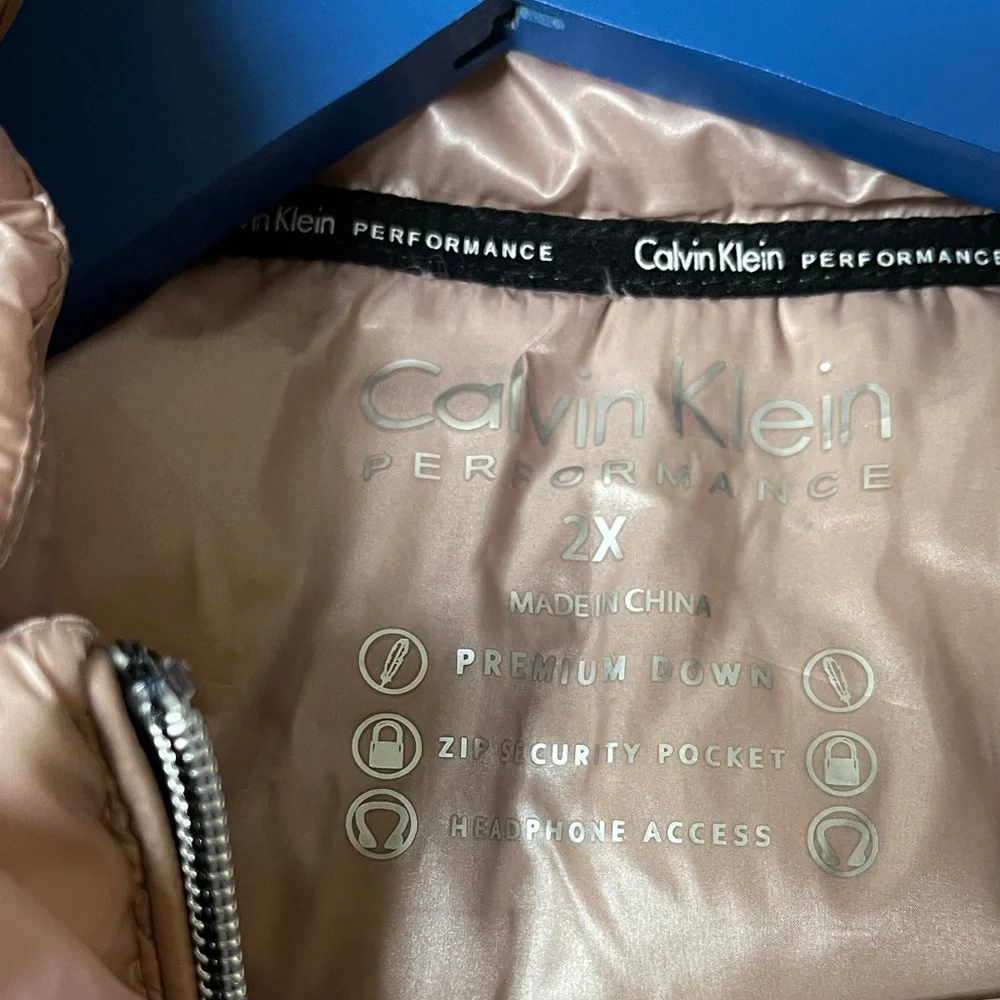 n Klein PERFORMANCE Calvin Klein PERFORMANCE
Calvin Klein
PERFORMANCE
2X
MADE IN CHINA
PREMIUM DOWN
ZIP SECURITY POCKET
HEADPHONE ACCESS